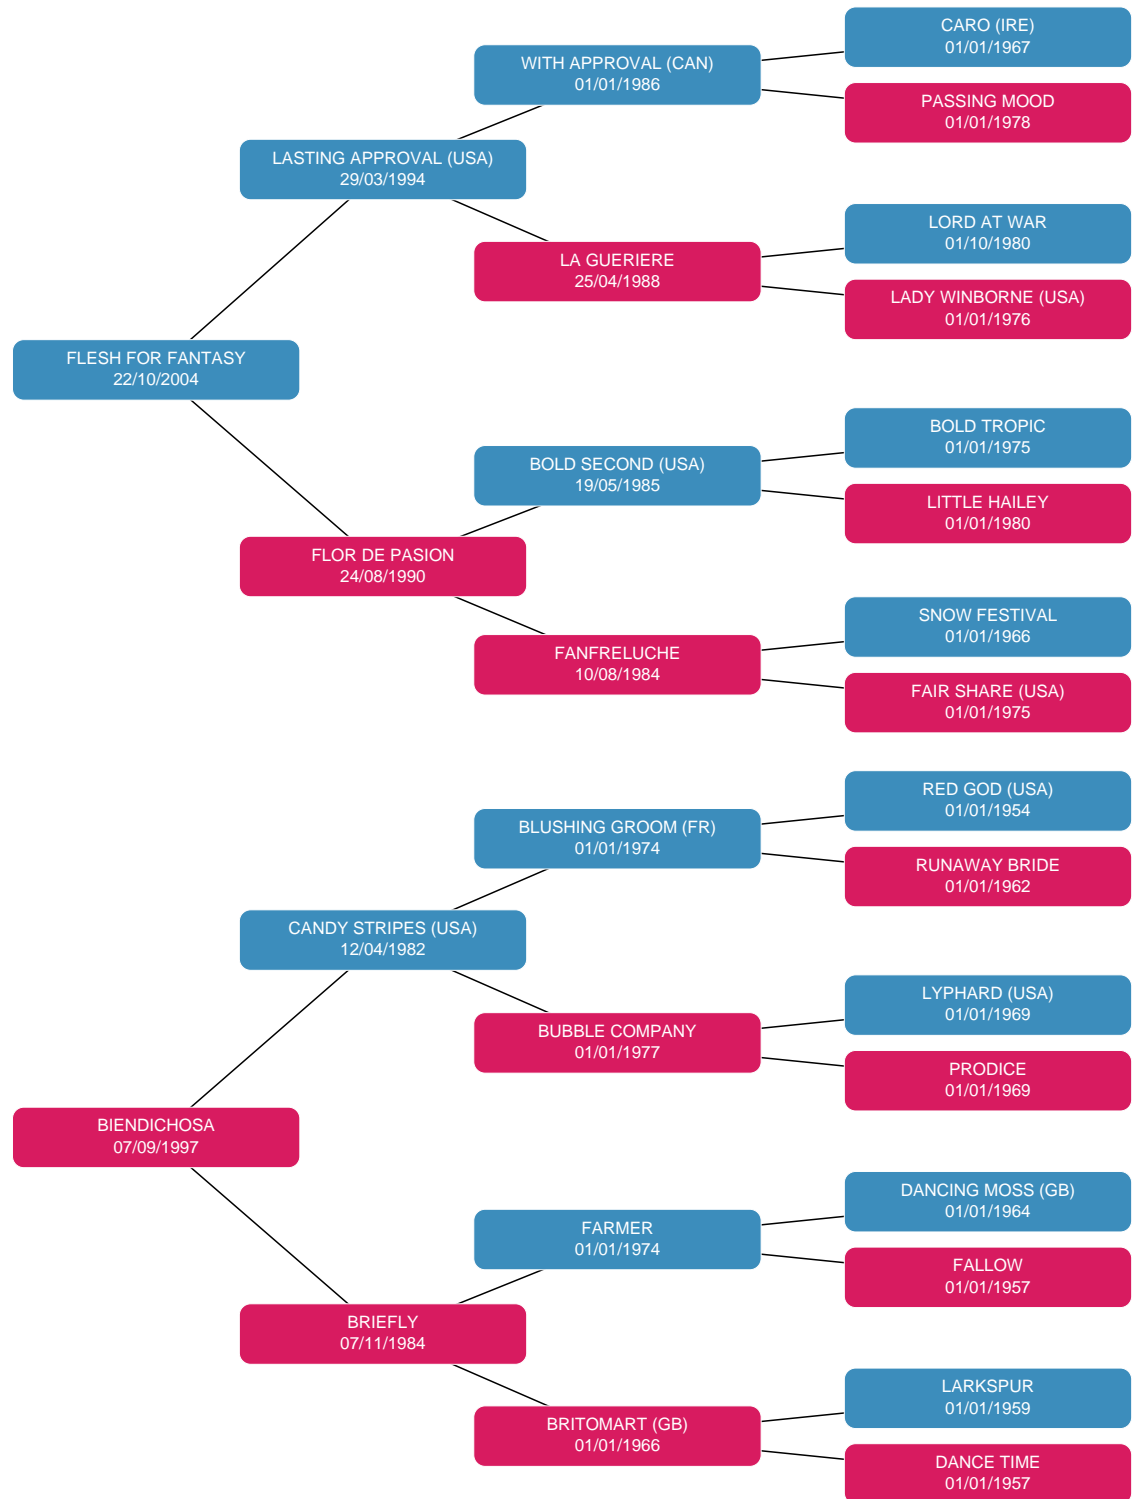 CARO (IRE)
01/01/1967
WITH APPROVAL (CAN)
01/01/1986
PASSING MOOD
01/01/1978
LASTING APPROVAL (USA)
29/03/1994
LORD AT WAR
01/10/1980
LA GUERIERE
25/04/1988
LADY WINBORNE (USA)
01/01/1976
FLESH FOR FANTASY
22/10/2004
BOLD TROPIC
01/01/1975
BOLD SECOND (USA)
19/05/1985
LITTLE HAILEY
01/01/1980
FLOR DE PASION
24/08/1990
SNOW FESTIVAL
01/01/1966
FANFRELUCHE
10/08/1984
FAIR SHARE (USA)
01/01/1975
RED GOD (USA)
01/01/1954
BLUSHING GROOM (FR)
01/01/1974
RUNAWAY BRIDE
01/01/1962
CANDY STRIPES (USA)
12/04/1982
LYPHARD (USA)
01/01/1969
BUBBLE COMPANY
01/01/1977
PRODICE
01/01/1969
BIENDICHOSA
07/09/1997
DANCING MOSS (GB)
01/01/1964
FARMER
01/01/1974
FALLOW
01/01/1957
BRIEFLY
07/11/1984
LARKSPUR
01/01/1959
BRITOMART (GB)
01/01/1966
DANCE TIME
01/01/1957